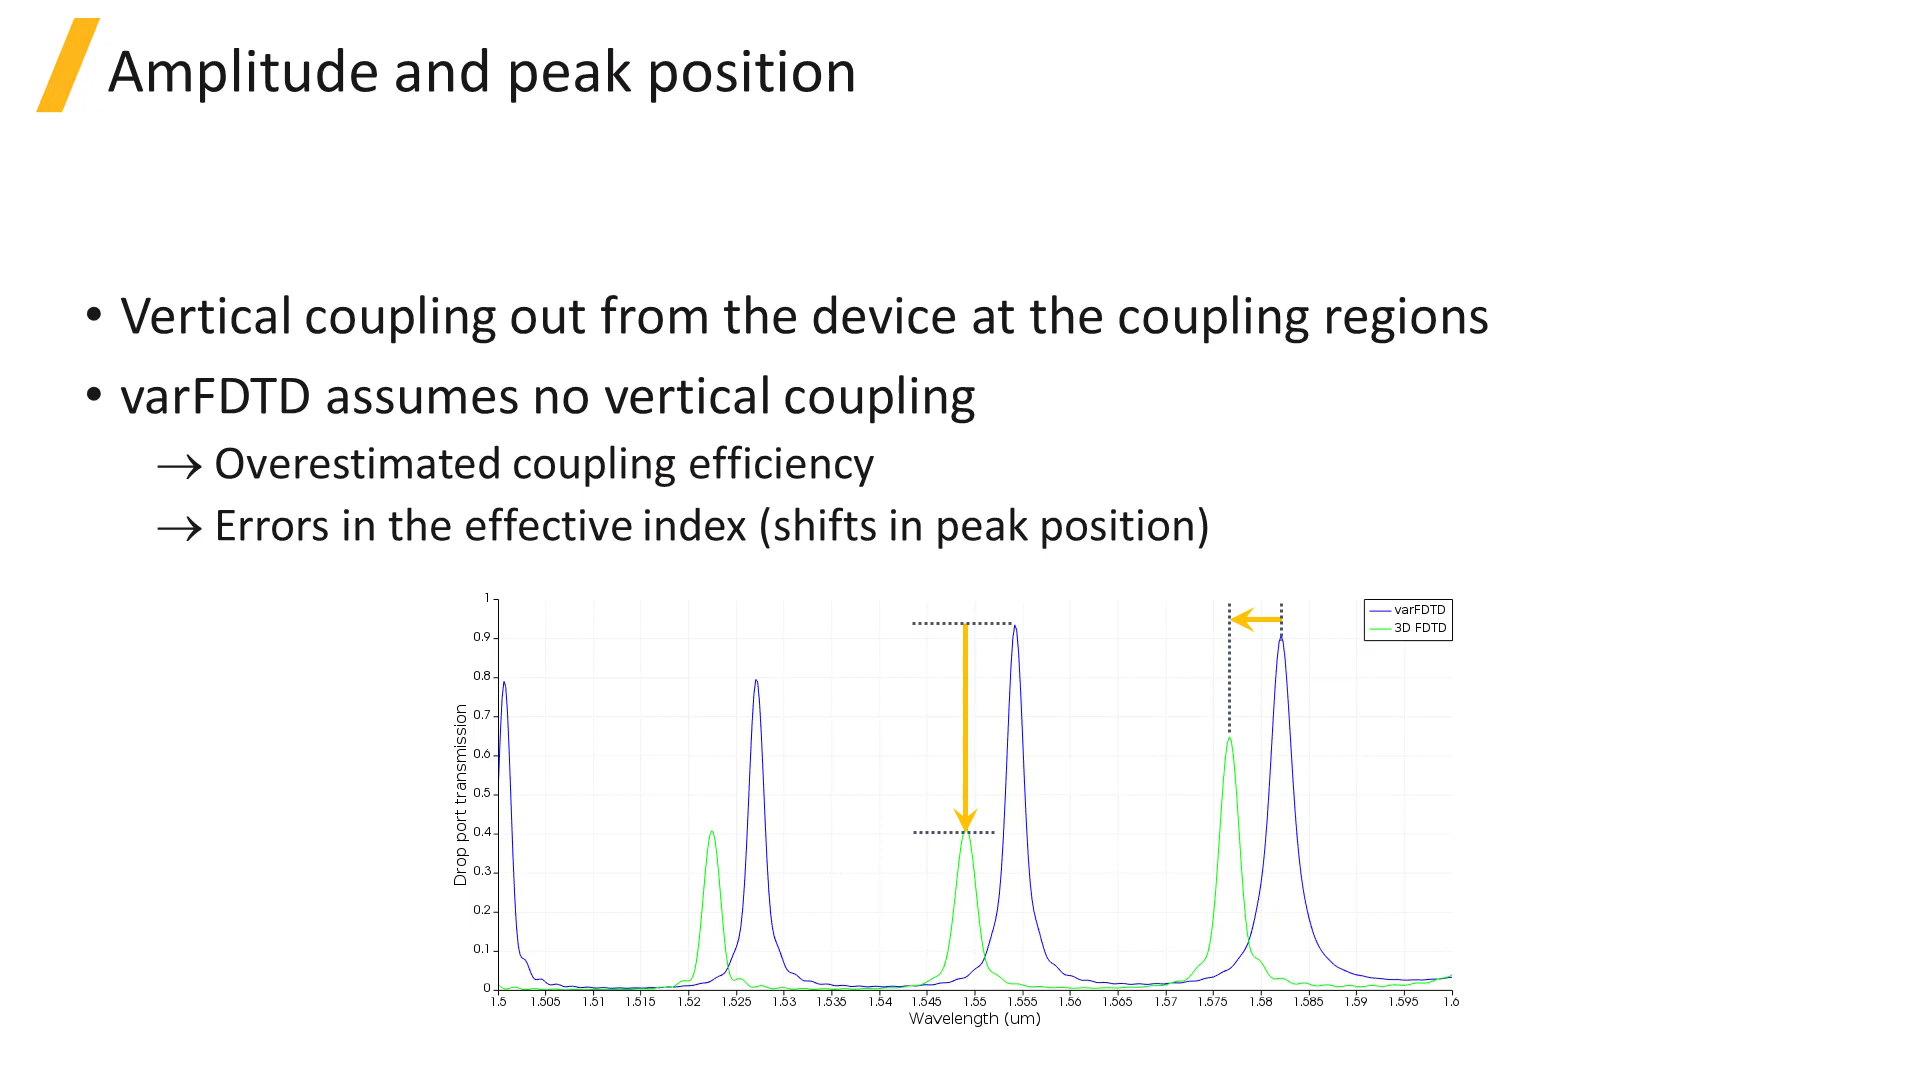 Amplitude and peak position
• Vertical coupling out from the device at the coupling regions
• varFDTD assumes no vertical coupling
→ Overestimated coupling efficiency
→ Errors in the effective index (shifts in peak position)
varFDTD
3D FDTD
Drop port transmission
1
0.9
0.8
0.7
0.6
0.5
0.4
0.3
0.2
0.1
0
1.5 1.505 1.51 1.515 1.52 1.525 1.53 1.535 1.54 1.545 1.55 1.555 1.56 1.565 1.57 1.575 1.58 1.585 1.59 1.595 1.6
Wavelength (um)